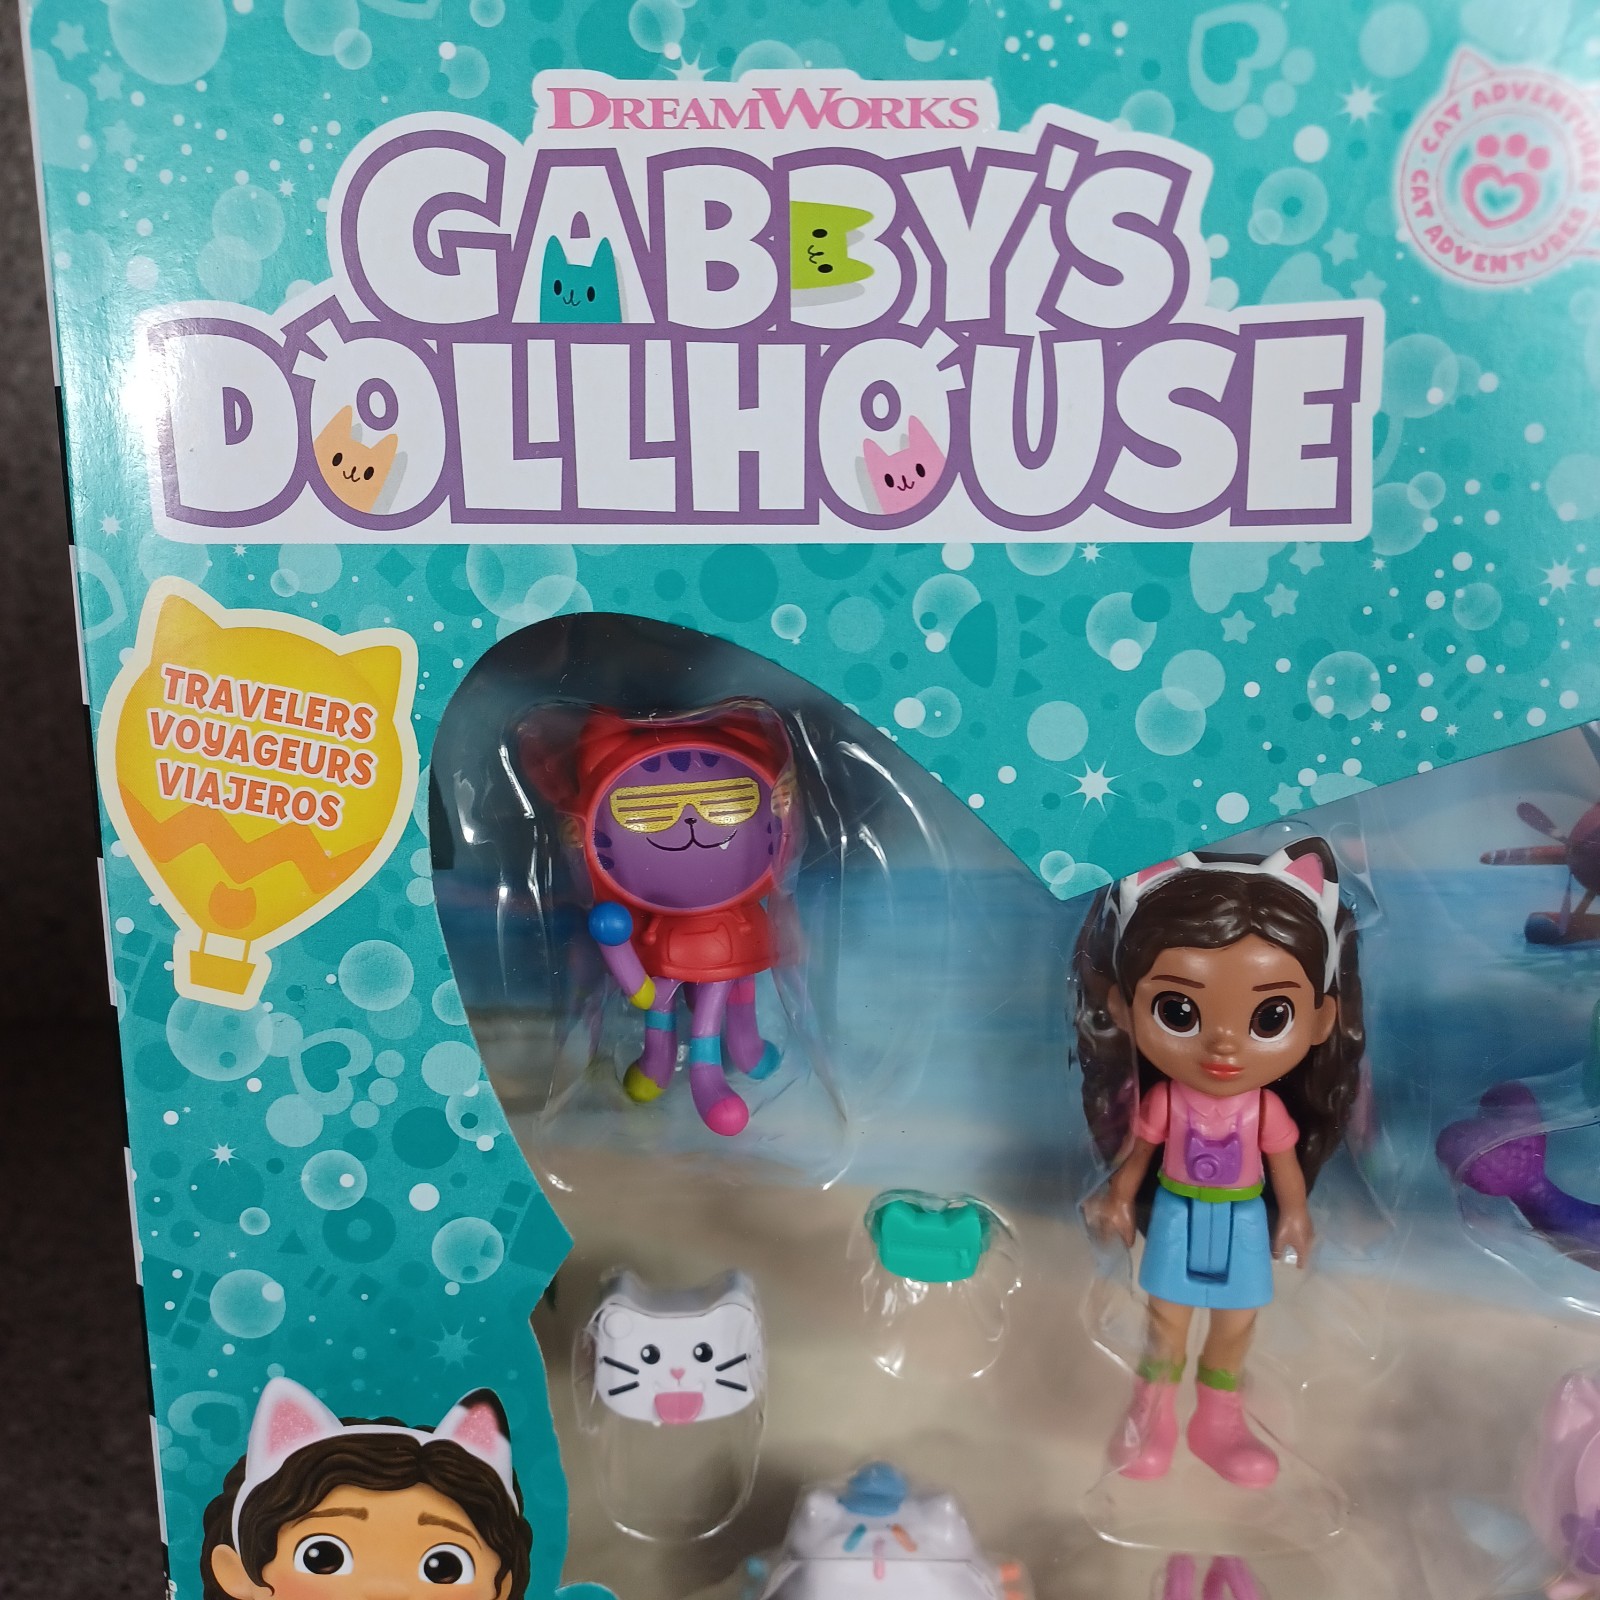 DREAMWORKS
GABBY'S
DOLLHOUSE
CAT ADVENTURES · CAT ADVENTURES
TRAVELERS
VOYAGEURS
VIAJEROS